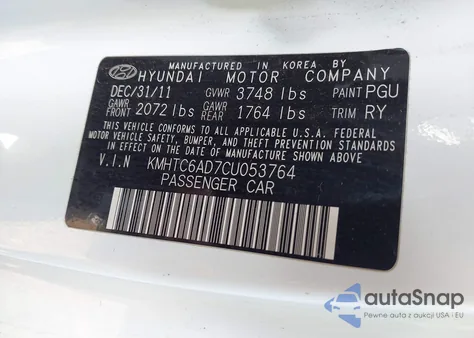 MANUFACTURED IN KOREA BY
HYUNDAI MOTOR COMPANY
DEC/31/11 GVWR 3748 lbs PAINT PGU
GAWR FRONT 2072 lbs GAWR REAR 1764 lbs TRIM RY
THIS VEHICLE CONFORMS TO ALL APPLICABLE U.S.A. FEDERAL
MOTOR VEHICLE SAFETY, BUMPER, AND THEFT PREVENTION STANDARDS
IN EFFECT ON THE DATE OF MANUFACTURE SHOWN ABOVE.
V.I.N KMHTC6AD7CU053764
PASSENGER CAR
autaSnap
Pewne auta z aukcji USA i EU